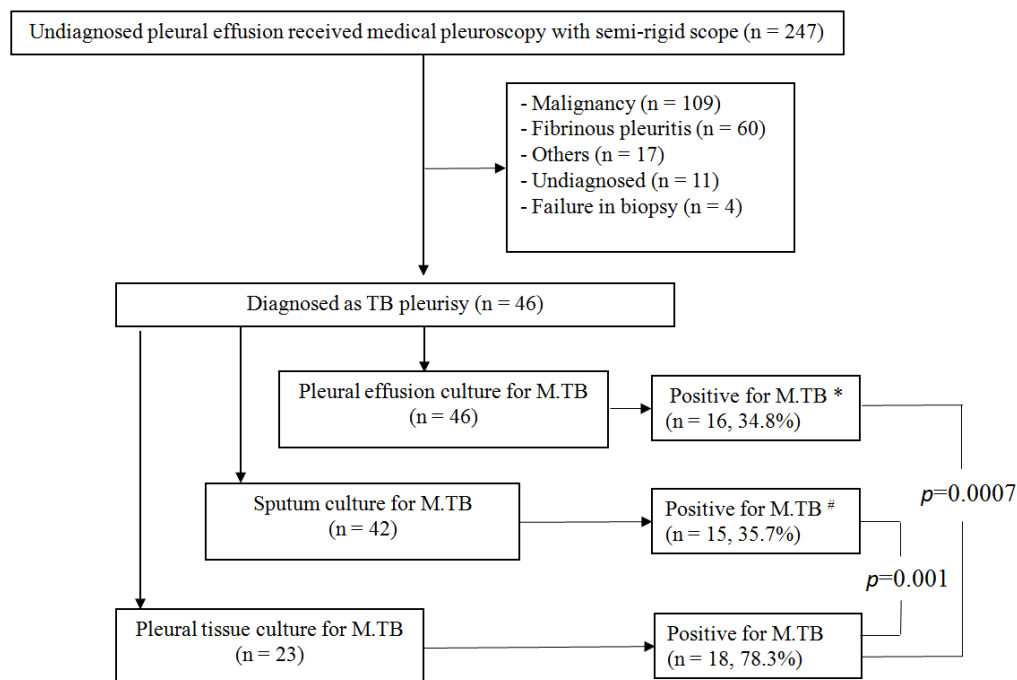 Undiagnosed pleural effusion received medical pleuroscopy with semi-rigid scope (n = 247)
- Malignancy (n = 109)
- Fibrinous pleuritis (n = 60)
- Others (n = 17)
- Undiagnosed (n = 11)
- Failure in biopsy (n = 4)
Diagnosed as TB pleurisy (n = 46)
Pleural effusion culture for M.TB
(n = 46)
Positive for M.TB *
(n = 16, 34.8%)
p=0.0007
Sputum culture for M.TB
(n = 42)
Positive for M.TB #
(n = 15, 35.7%)
p=0.001
Pleural tissue culture for M.TB
(n = 23)
Positive for M.TB
(n = 18, 78.3%)